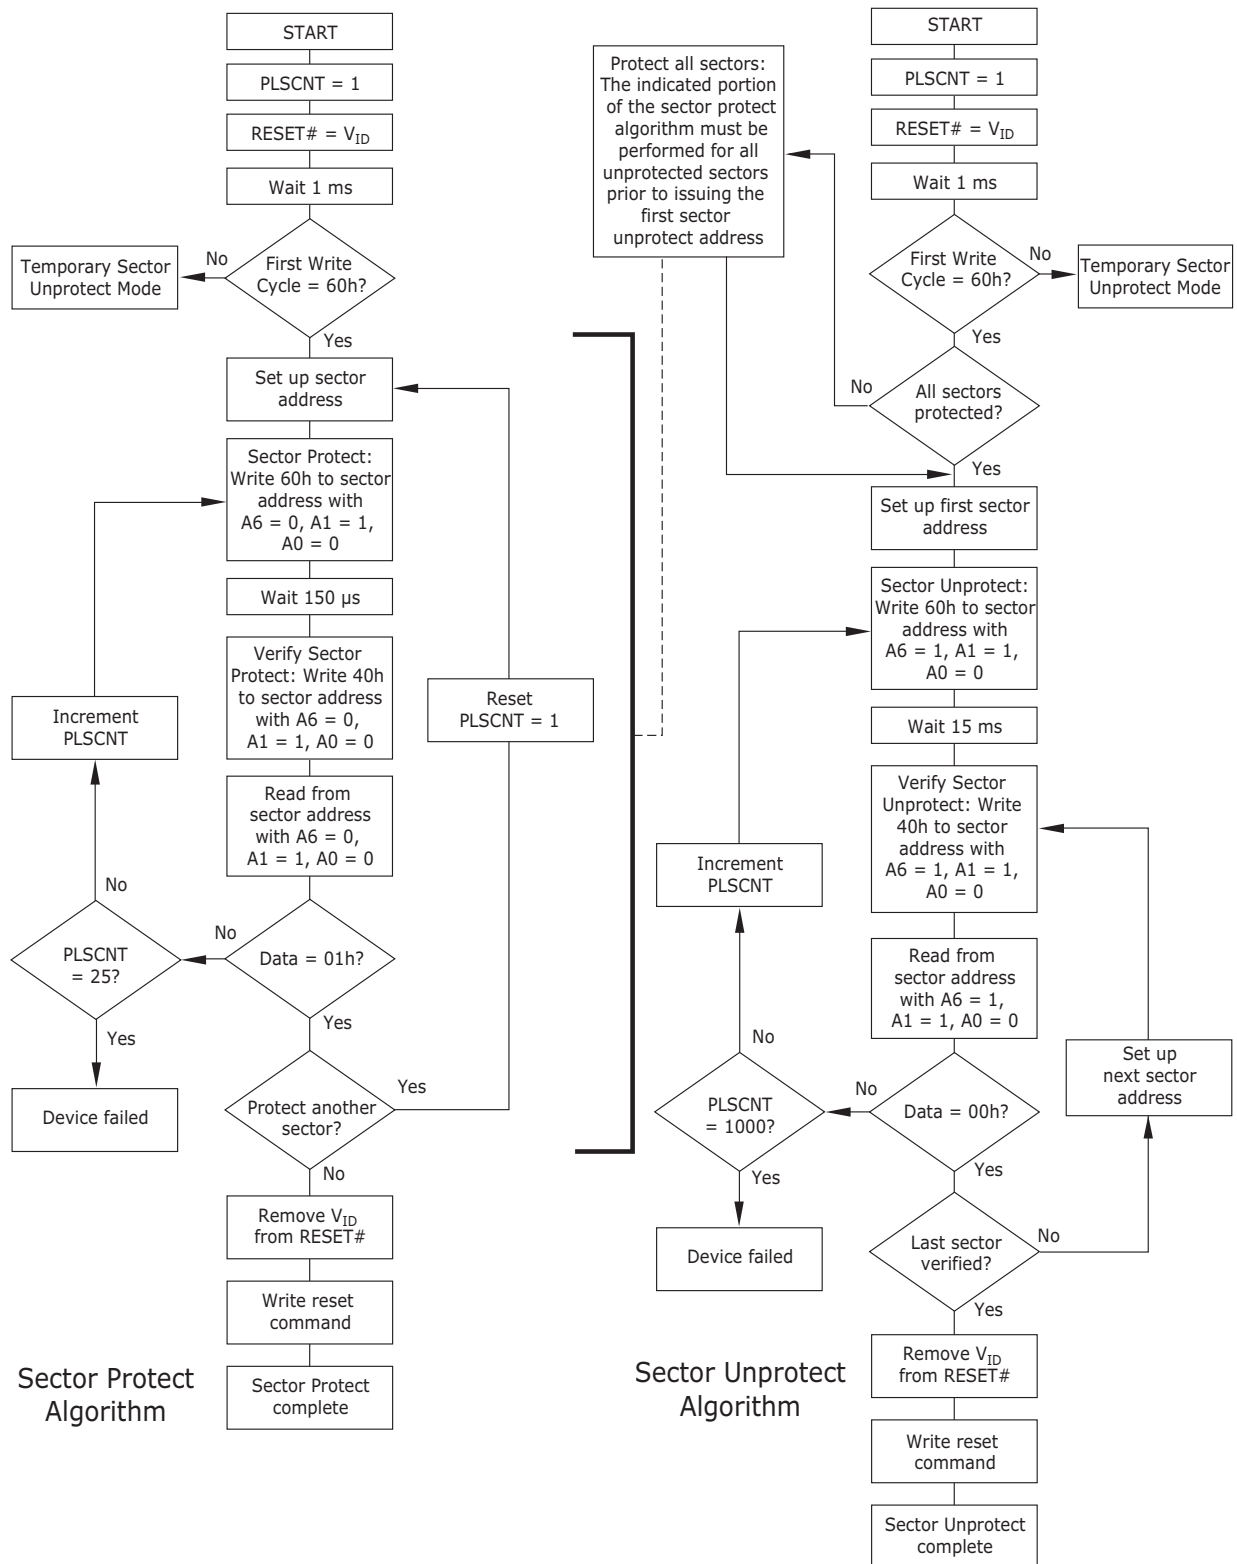 START
PLSCNT = 1
RESET# = VID
Wait 1 ms
First Write
Cycle = 60h?
No
Temporary Sector
Unprotect Mode
Yes
Set up sector
address
Sector Protect:
Write 60h to sector
address with
A6 = 0, A1 = 1,
A0 = 0
Wait 150 µs
Verify Sector
Protect: Write 40h
to sector address
with A6 = 0,
A1 = 1, A0 = 0
Reset
PLSCNT = 1
Increment
PLSCNT
Read from
sector address
with A6 = 0,
A1 = 1, A0 = 0
No
PLSCNT
= 25?
No
Data = 01h?
Yes
Yes
Device failed
Protect another
sector?
Yes
No
Remove VID
from RESET#
Write reset
command
Sector Protect
complete
Sector Protect
Algorithm
Protect all sectors:
The indicated portion
of the sector protect
algorithm must be
performed for all
unprotected sectors
prior to issuing the
first sector
unprotect address
START
PLSCNT = 1
RESET# = VID
Wait 1 ms
First Write
Cycle = 60h?
No
Temporary Sector
Unprotect Mode
Yes
No
All sectors
protected?
Yes
Set up first sector
address
Sector Unprotect:
Write 60h to sector
address with
A6 = 1, A1 = 1,
A0 = 0
Wait 15 ms
Verify Sector
Unprotect: Write
40h to sector
address with
A6 = 1, A1 = 1,
A0 = 0
Increment
PLSCNT
Read from
sector address
with A6 = 1,
A1 = 1, A0 = 0
No
Set up
next sector
address
PLSCNT
= 1000?
No
Data = 00h?
Yes
Yes
Device failed
Last sector
verified?
No
Yes
Remove VID
from RESET#
Write reset
command
Sector Unprotect
complete
Sector Unprotect
Algorithm